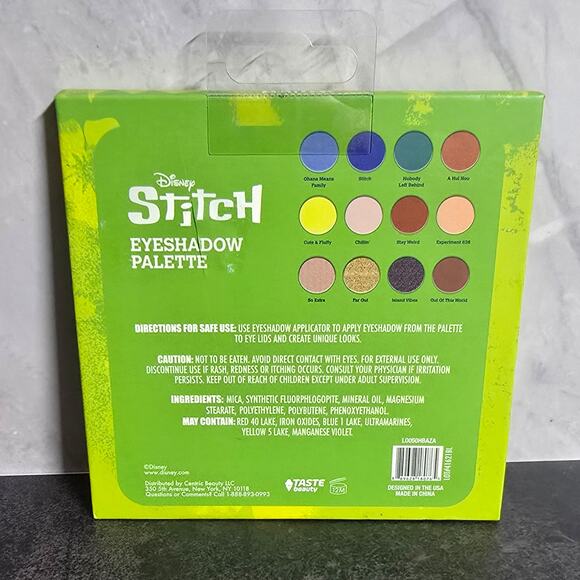 Ohana Means
Family
Stitch
Nobody
Left Behind
A Hui Hou
Disney
Stitch
EYESHADOW
PALETTE
Cute & Fluffy
Chillin'
Stay Weird
Experiment 626
So Extra
Far Out
Island Vibes
Out Of This World
DIRECTIONS FOR SAFE USE: USE EYESHADOW APPLICATOR TO APPLY EYESHADOW FROM THE PALETTE
TO EYE LIDS AND CREATE UNIQUE LOOKS.
CAUTION: NOT TO BE EATEN. AVOID DIRECT CONTACT WITH EYES. FOR EXTERNAL USE ONLY.
DISCONTINUE USE IF RASH, REDNESS OR ITCHING OCCURS. CONSULT YOUR PHYSICIAN IF IRRITATION
PERSISTS. KEEP OUT OF REACH OF CHILDREN EXCEPT UNDER ADULT SUPERVISION.
INGREDIENTS: MICA, SYNTHETIC FLUORPHLOGOPITE, MINERAL OIL, MAGNESIUM
STEARATE, POLYETHYLENE, POLYBUTENE, PHENOXYETHANOL.
MAY CONTAIN: RED 40 LAKE, IRON OXIDES, BLUE 1 LAKE, ULTRAMARINES,
YELLOW 5 LAKE, MANGANESE VIOLET.
©Disney
www.disney.com
Distributed by Centric Beauty LLC
350 5th Avenue, New York, NY 10118
Questions or Comments? Call 1-888-893-0993
TASTE
beauty
12M
DESIGNED IN THE USA
MADE IN CHINA